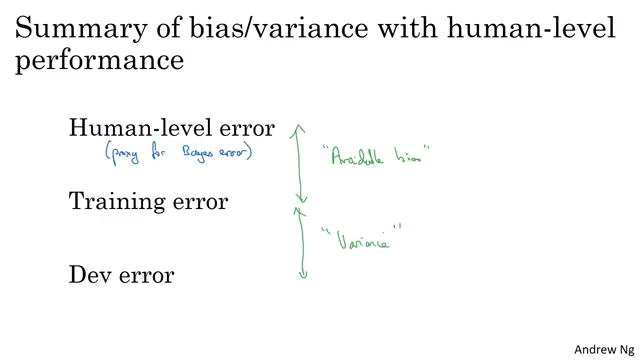 Summary of bias/variance with human-level
performance
Human-level error
(proxy for Bayes error)
"Avoidable bias"
Training error
"Variance"
Dev error
Andrew Ng